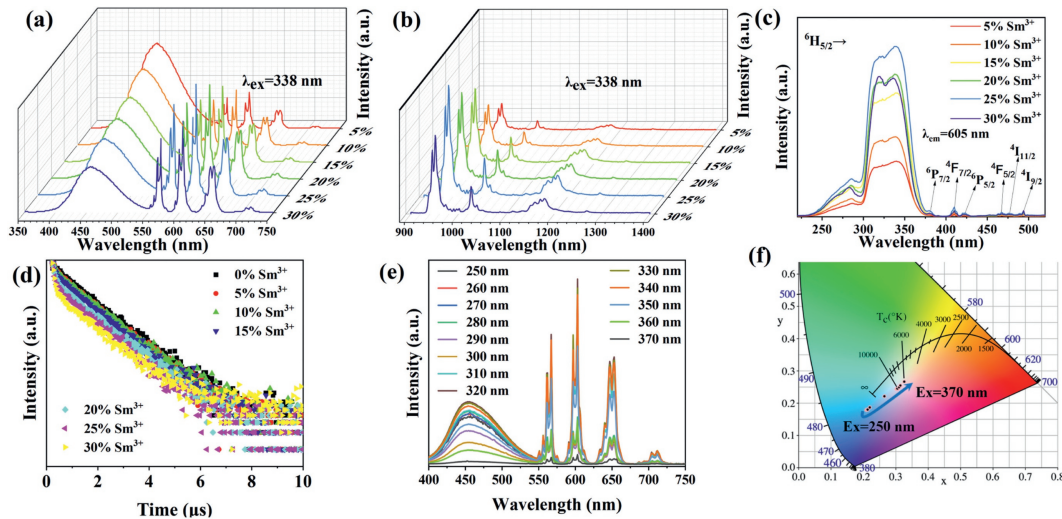 (a)
λex=338 nm
Intensity (a.u.)
5%
10%
15%
20%
25%
30%
350 400 450 500 550 600 650 700 750
Wavelength (nm)
(b)
λex=338 nm
Intensity (a.u.)
5%
10%
15%
20%
25%
30%
900 1000 1100 1200 1300 1400
Wavelength (nm)
(c)
⁶H5/2→
5% Sm³⁺
10% Sm³⁺
15% Sm³⁺
20% Sm³⁺
25% Sm³⁺
30% Sm³⁺
λem=605 nm
⁶P7/2
⁴F7/2
⁶P5/2
⁴F5/2
⁴I11/2
⁴I9/2
Intensity (a.u.)
250 300 350 400 450 500
Wavelength (nm)
(d)
0% Sm³⁺
5% Sm³⁺
10% Sm³⁺
15% Sm³⁺
20% Sm³⁺
25% Sm³⁺
30% Sm³⁺
Intensity (a.u.)
0 2 4 6 8 10
Time (μs)
(e)
250 nm
260 nm
270 nm
280 nm
290 nm
300 nm
310 nm
320 nm
330 nm
340 nm
350 nm
360 nm
370 nm
Intensity (a.u.)
400 450 500 550 600 650 700 750
Wavelength (nm)
(f)
0.6
500
y
0.5
0.4
0.3
490
0.2
0.1
480
470
460
0.0
380
Tc(°K)
∞
10000
6000
4000
3000
2500
2000
1500
580
600
620
700
Ex=370 nm
Ex=250 nm
0.0 0.1 0.2 0.3 0.4 0.5 0.6 0.7 0.8
x